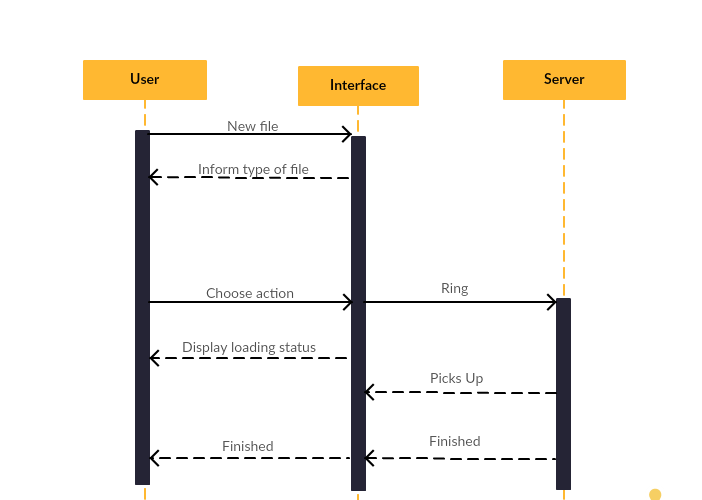 User
Interface
Server
New file
Inform type of file
Choose action
Ring
Display loading status
Picks Up
Finished
Finished